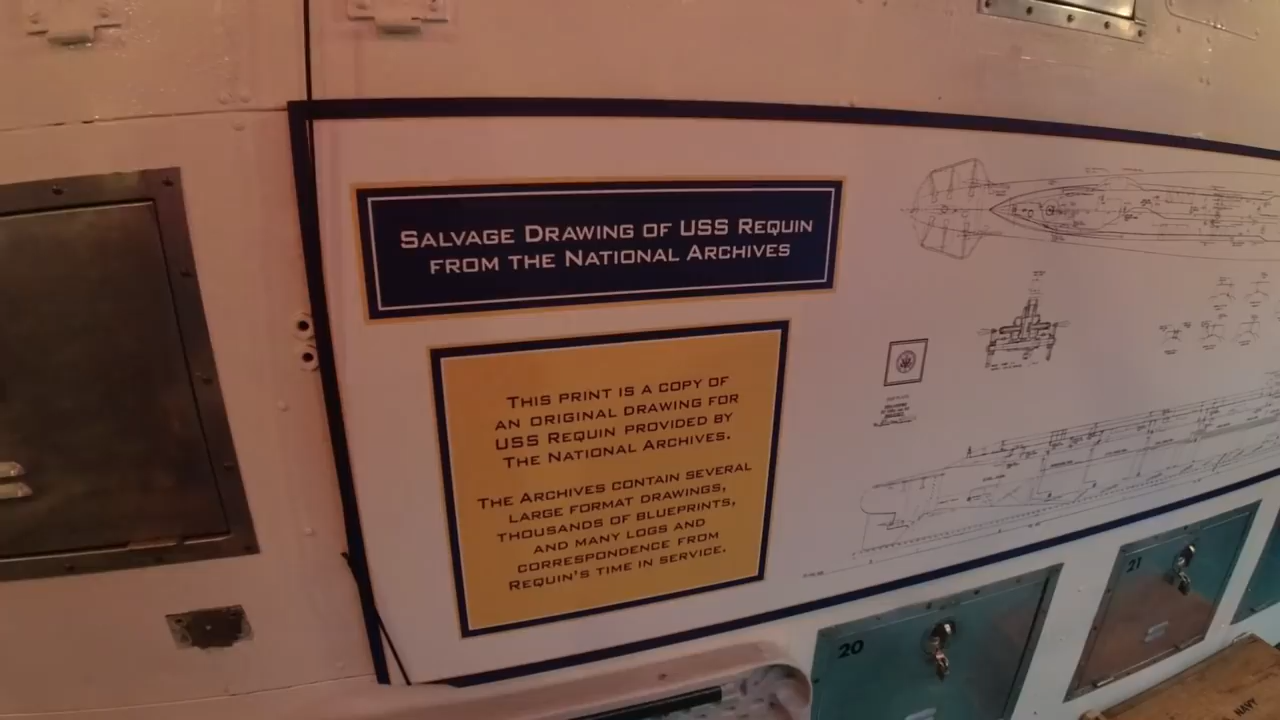 SALVAGE DRAWING OF USS REQUIN
FROM THE NATIONAL ARCHIVES
THIS PRINT IS A COPY OF
AN ORIGINAL DRAWING FOR
USS REQUIN PROVIDED BY
THE NATIONAL ARCHIVES.
THE ARCHIVES CONTAIN SEVERAL
LARGE FORMAT DRAWINGS,
THOUSANDS OF BLUEPRINTS,
AND MANY LOGS AND
CORRESPONDENCE FROM
REQUIN'S TIME IN SERVICE.
20
21
NAVY